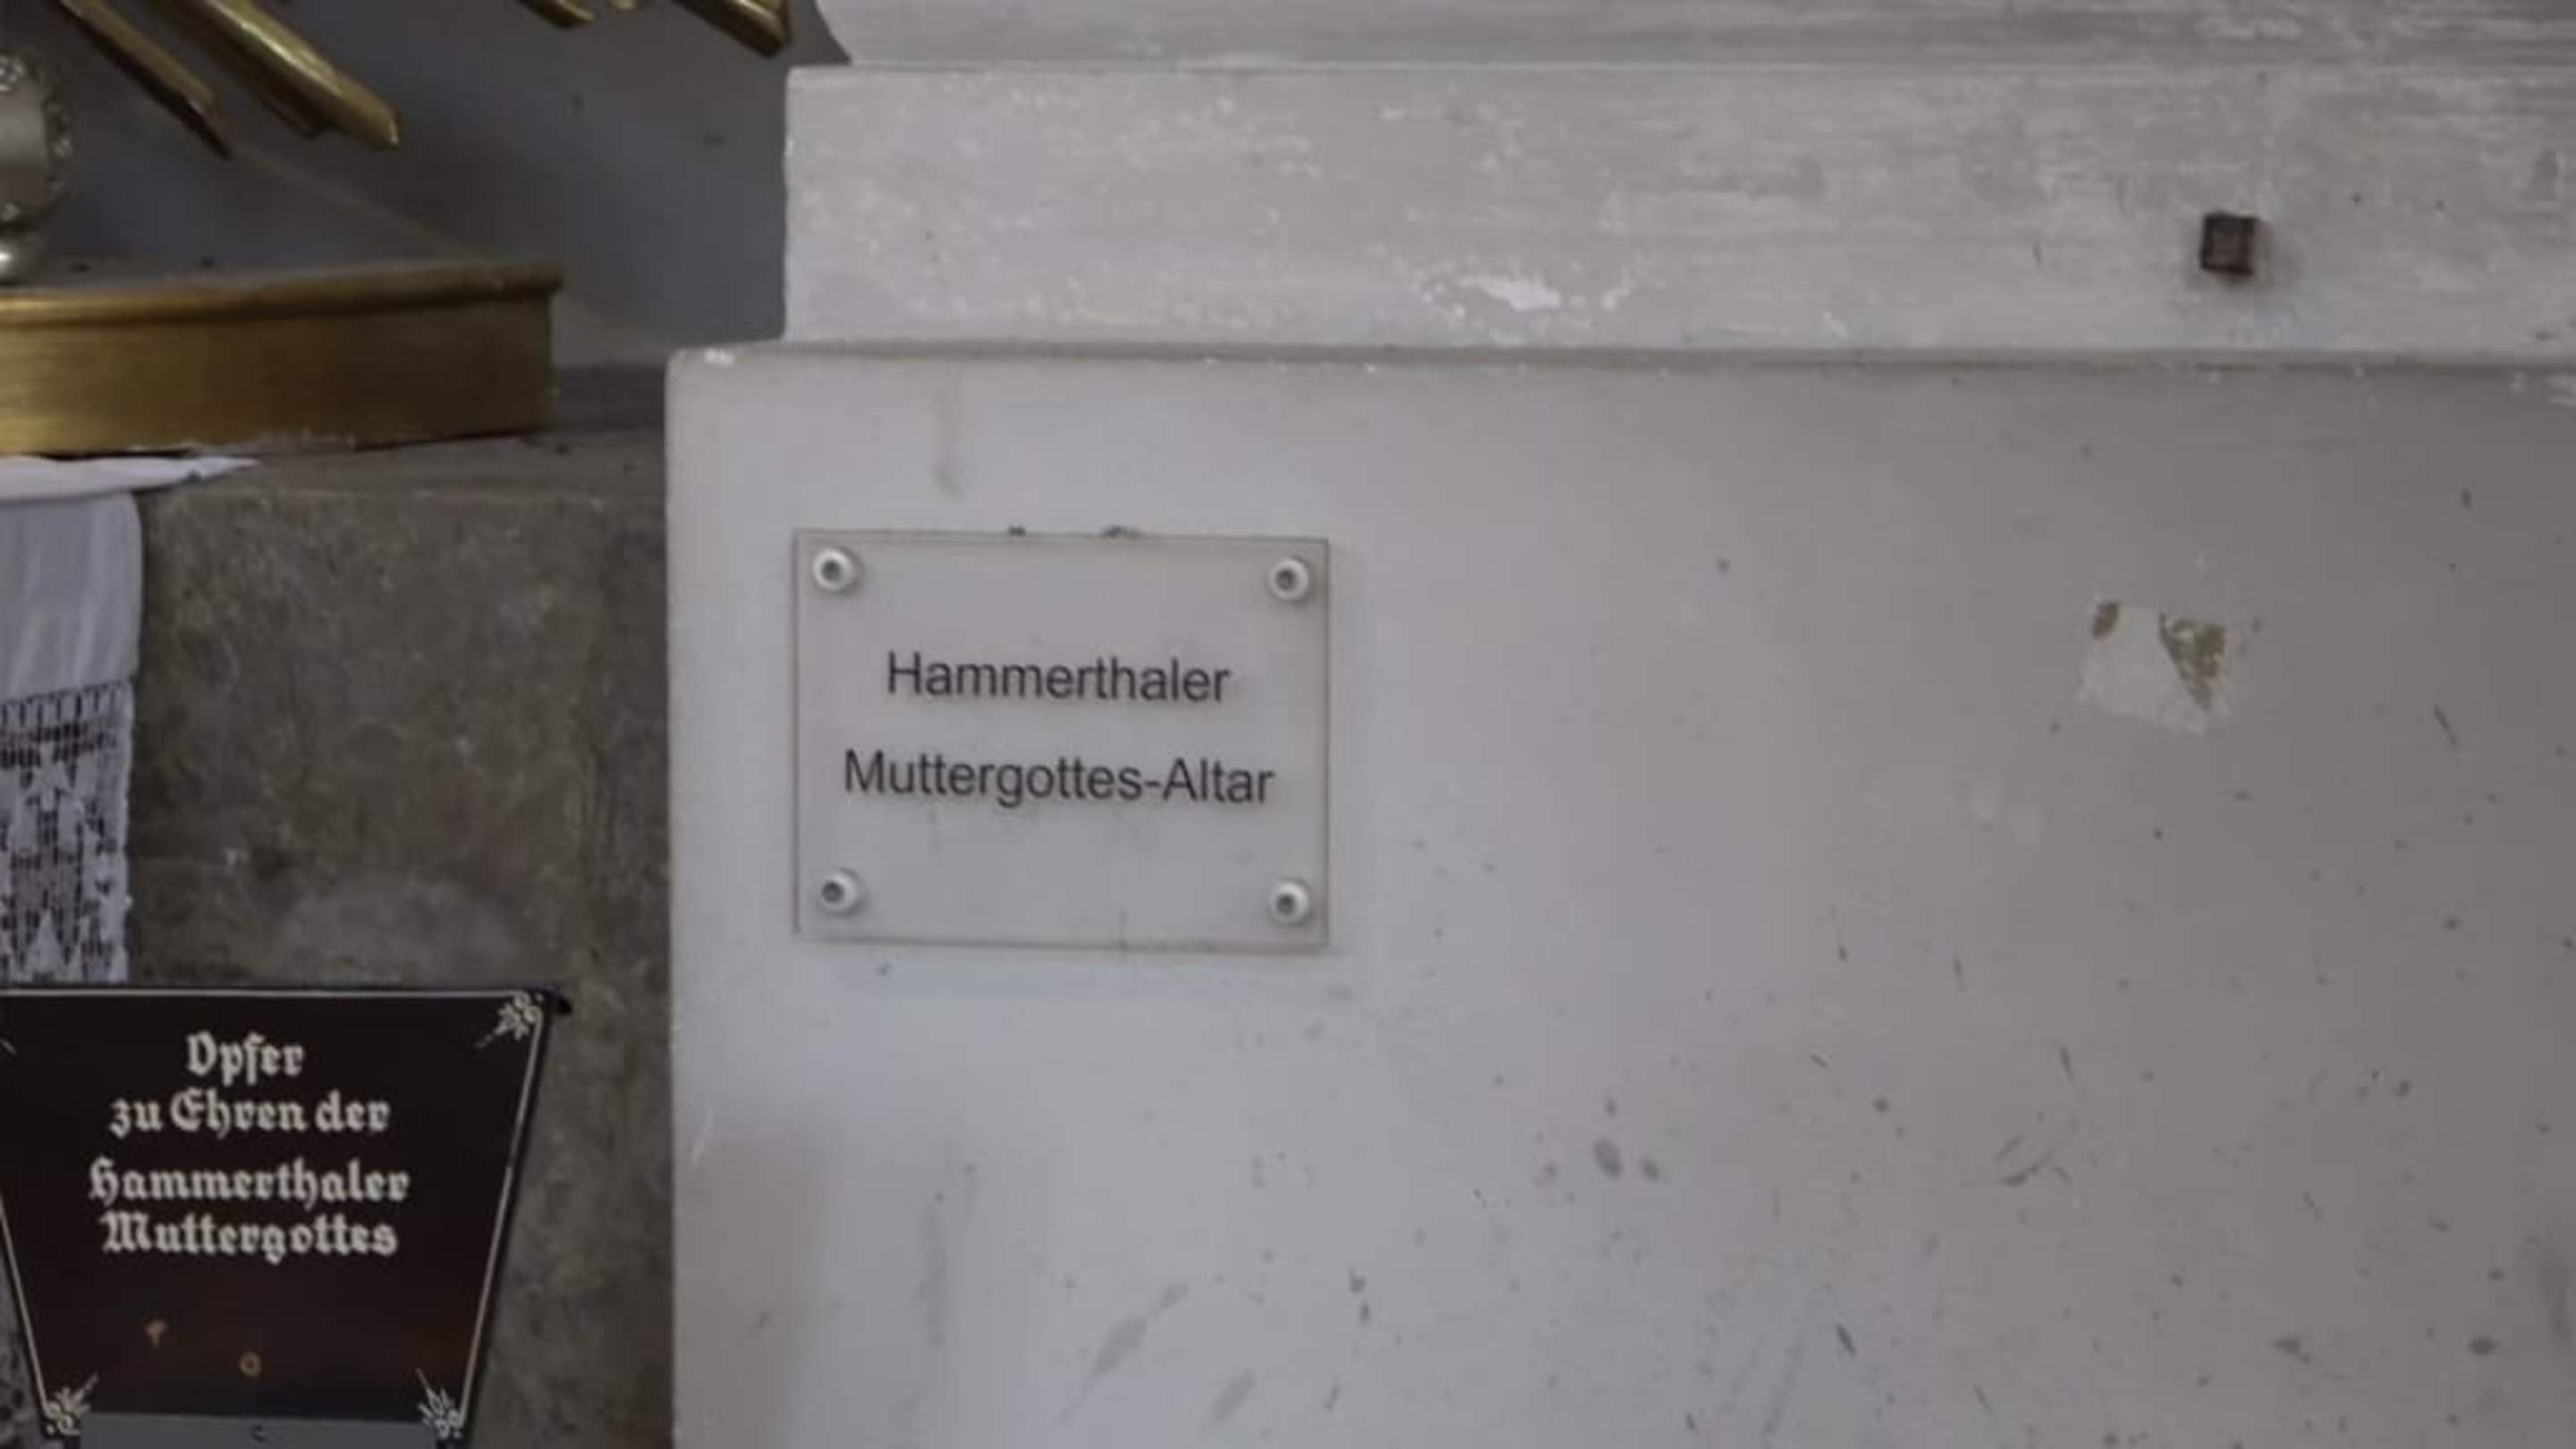 Hammerthaler
Muttergottes-Altar
Opfer
zu Ehren der
Hammerthaler
Muttergottes